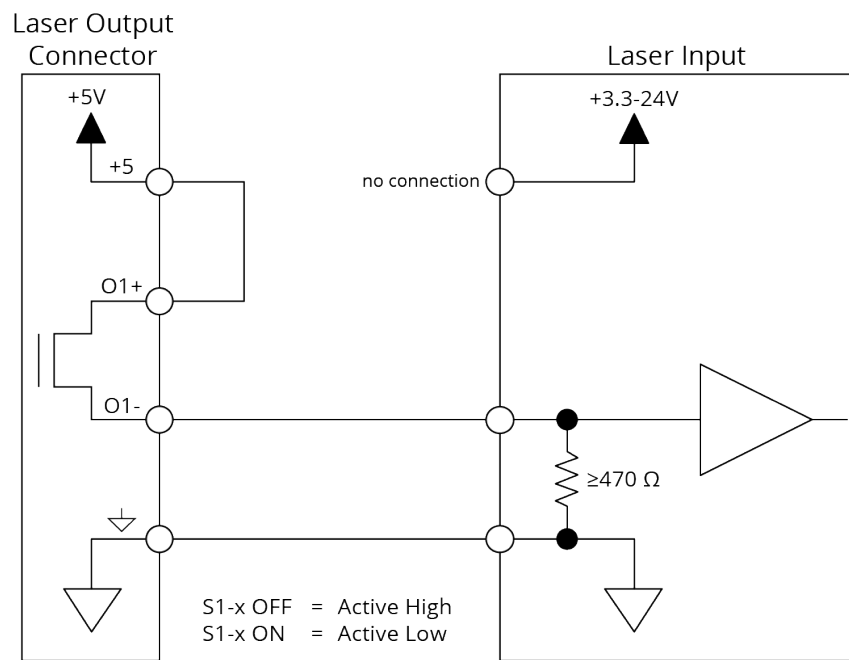 Laser Output
Connector
Laser Input
+5V
+3.3-24V
+5
no connection
O1+
O1-
≥470 Ω
S1-x OFF = Active High
S1-x ON = Active Low